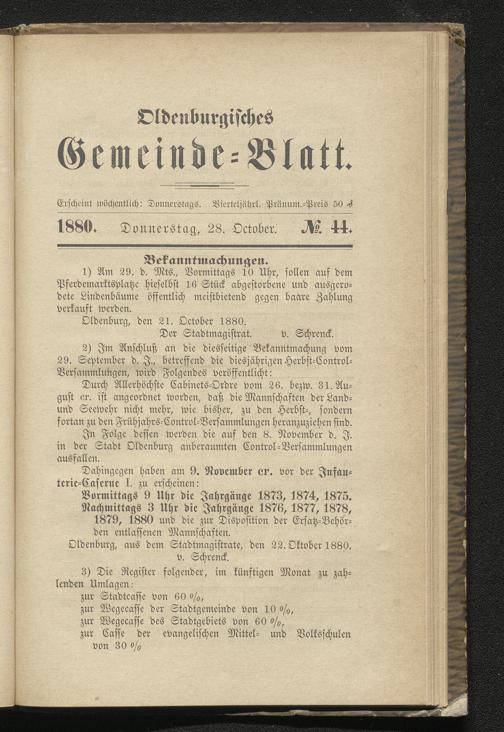 Oldenburgisches
Gemeinde-Blatt.
Erscheint wöchentlich: Donnerstags. Vierteljährl. Pränum.-Preis 50 ₰
1880. Donnerstag, 28. October. № 44.
Bekanntmachungen.
1) Am 29. d. Mts., Vormittags 10 Uhr, sollen auf dem
Pferdemarktsplatze hieselbst 16 Stück abgestorbene und ausgero-
dete Lindenbäume öffentlich meistbietend gegen baare Zahlung
verkauft werden.
Oldenburg, den 21. October 1880.
Der Stadtmagistrat. v. Schrenck.
2) Im Anschluß an die diesseitige Bekanntmachung vom
29. September d. J., betreffend die diesjährigen Herbst-Control-
Versammlungen, wird Folgendes veröffentlicht:
Durch Allerhöchste Cabinets-Ordre vom 26. bezw. 31. Au-
gust cr. ist angeordnet worden, daß die Mannschaften der Land-
und Seewehr nicht mehr, wie bisher, zu den Herbst-, sondern
fortan zu den Frühjahrs-Control-Versammlungen heranzuziehen sind.
In Folge dessen werden die auf den 8. November d. J.
in der Stadt Oldenburg anberaumten Control-Versammlungen
ausfallen.
Dahingegen haben am 9. November cr. vor der Infan-
terie-Caserne I. zu erscheinen:
Vormittags 9 Uhr die Jahrgänge 1873, 1874, 1875.
Nachmittags 3 Uhr die Jahrgänge 1876, 1877, 1878,
1879, 1880 und die zur Disposition der Ersatz-Behör-
den entlassenen Mannschaften.
Oldenburg, aus dem Stadtmagistrate, den 22. Oktober 1880.
v. Schrenck.
3) Die Register folgender, im künftigen Monat zu zah-
lenden Umlagen:
zur Stadtcasse von 60 %,
zur Wegecasse der Stadtgemeinde von 10 %,
zur Wegecasse des Stadtgebiets von 60 %,
zur Casse der evangelischen Mittel- und Volksschulen
von 30 %